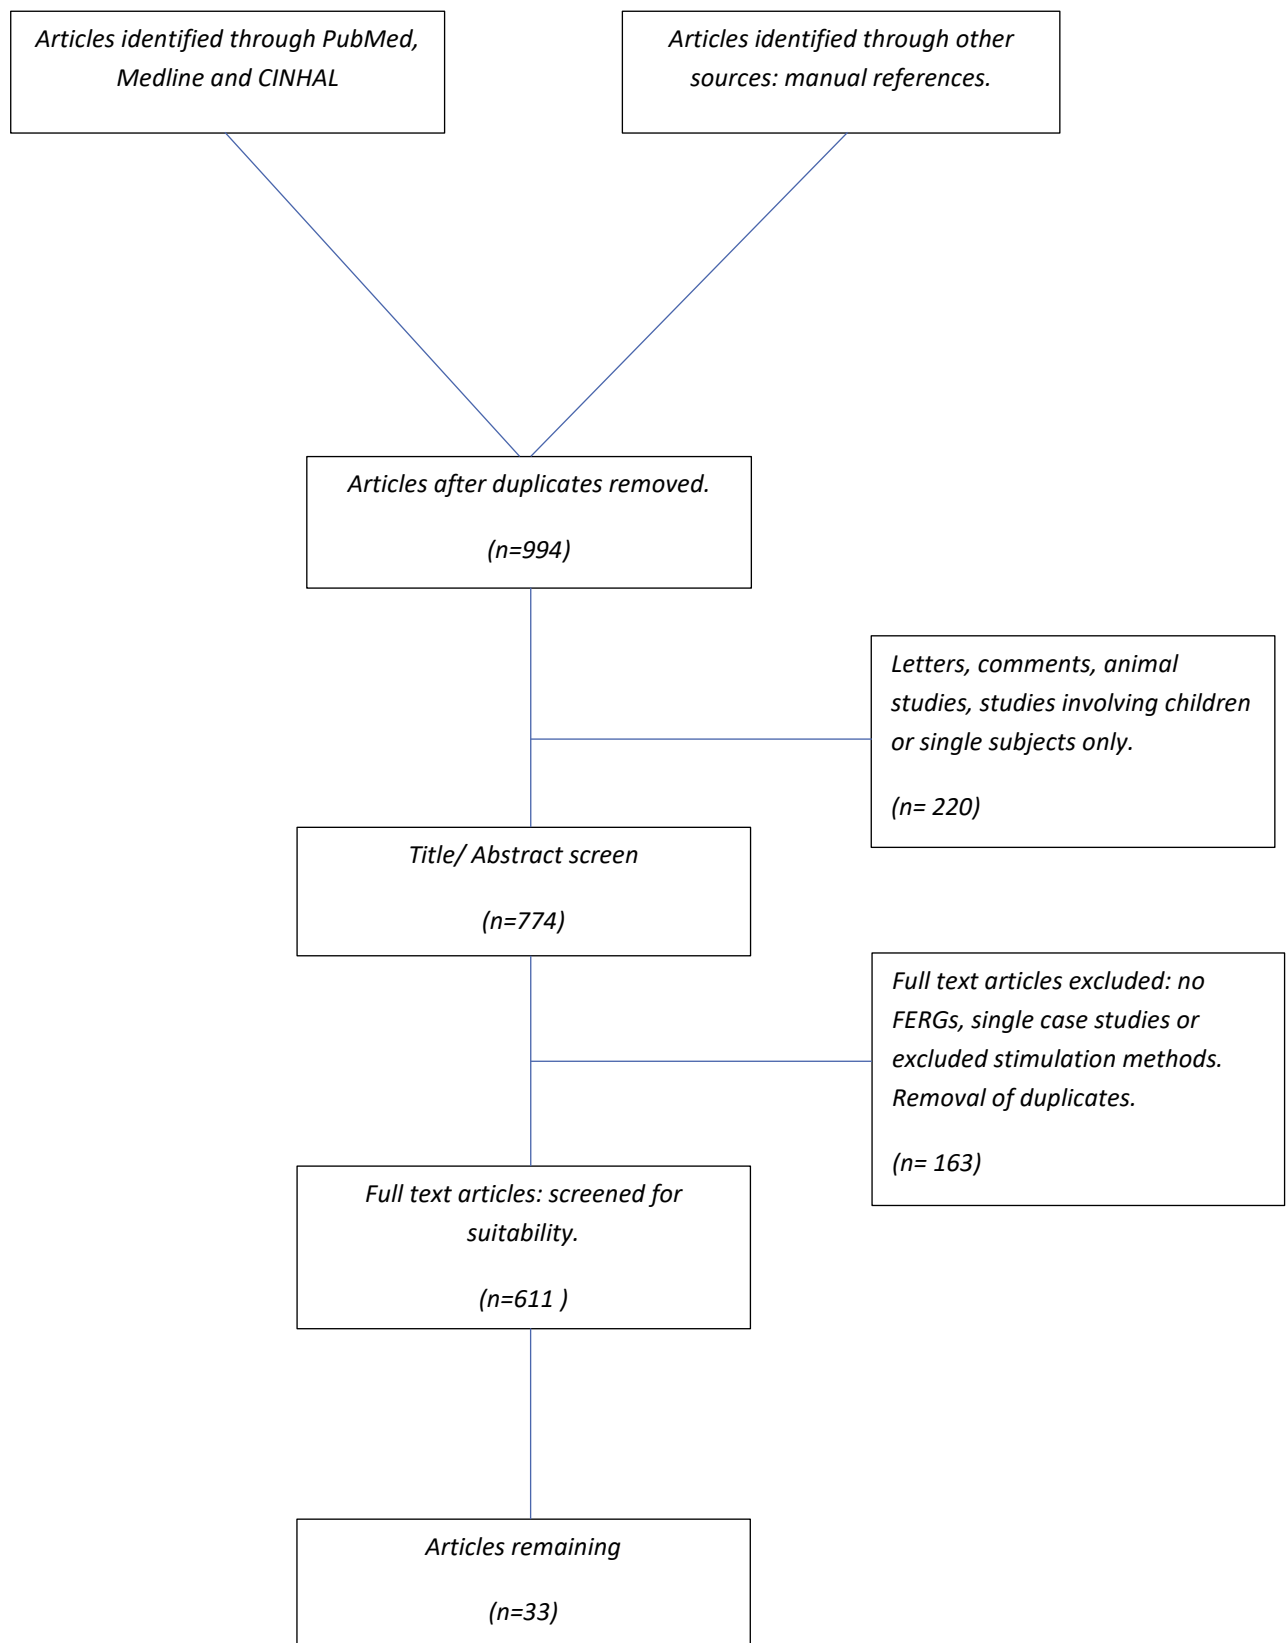 Articles identified through PubMed,
Medline and CINHAL
Articles identified through other
sources: manual references.
Articles after duplicates removed.
(n=994)
Letters, comments, animal
studies, studies involving children
or single subjects only.
(n= 220)
Title/ Abstract screen
(n=774)
Full text articles excluded: no
FERGs, single case studies or
excluded stimulation methods.
Removal of duplicates.
(n= 163)
Full text articles: screened for
suitability.
(n=611 )
Articles remaining
(n=33)